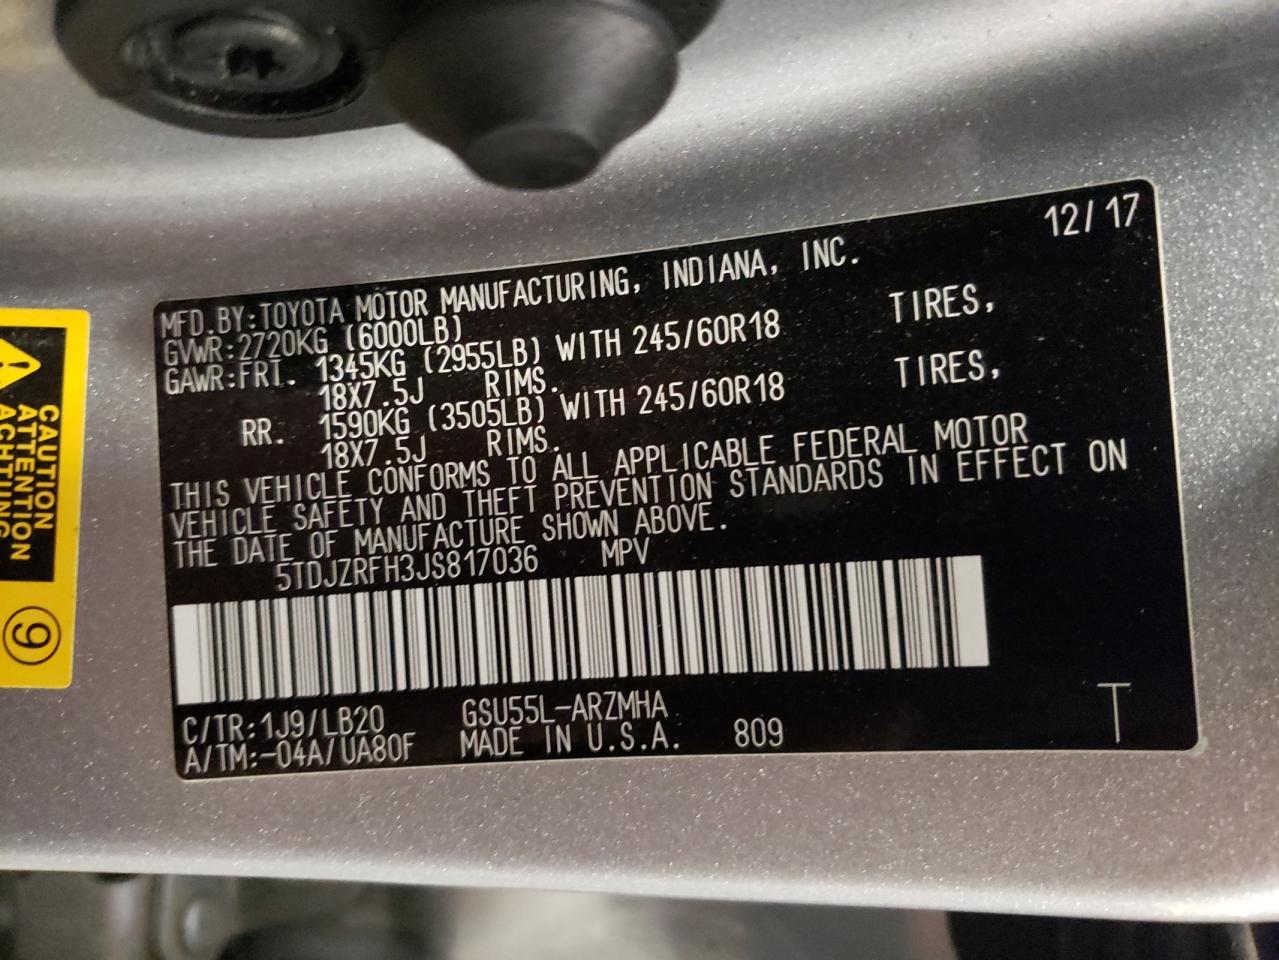 12/17
MFD.BY:TOYOTA MOTOR MANUFACTURING, INDIANA, INC.
GVWR:2720KG (6000LB)
GAWR:FRT. 1345KG (2955LB) WITH 245/60R18 TIRES,
18X7.5J RIMS.
RR. 1590KG (3505LB) WITH 245/60R18 TIRES,
18X7.5J RIMS.
THIS VEHICLE CONFORMS TO ALL APPLICABLE FEDERAL MOTOR
VEHICLE SAFETY AND THEFT PREVENTION STANDARDS IN EFFECT ON
THE DATE OF MANUFACTURE SHOWN ABOVE.
5TDJZRFH3JS817036 MPV
C/TR:1J9/LB20 GSU55L-ARZMHA
A/TM:-04A/UA80F MADE IN U.S.A. 809
T
CAUTION
ATTENTION
ACHTUNG
9